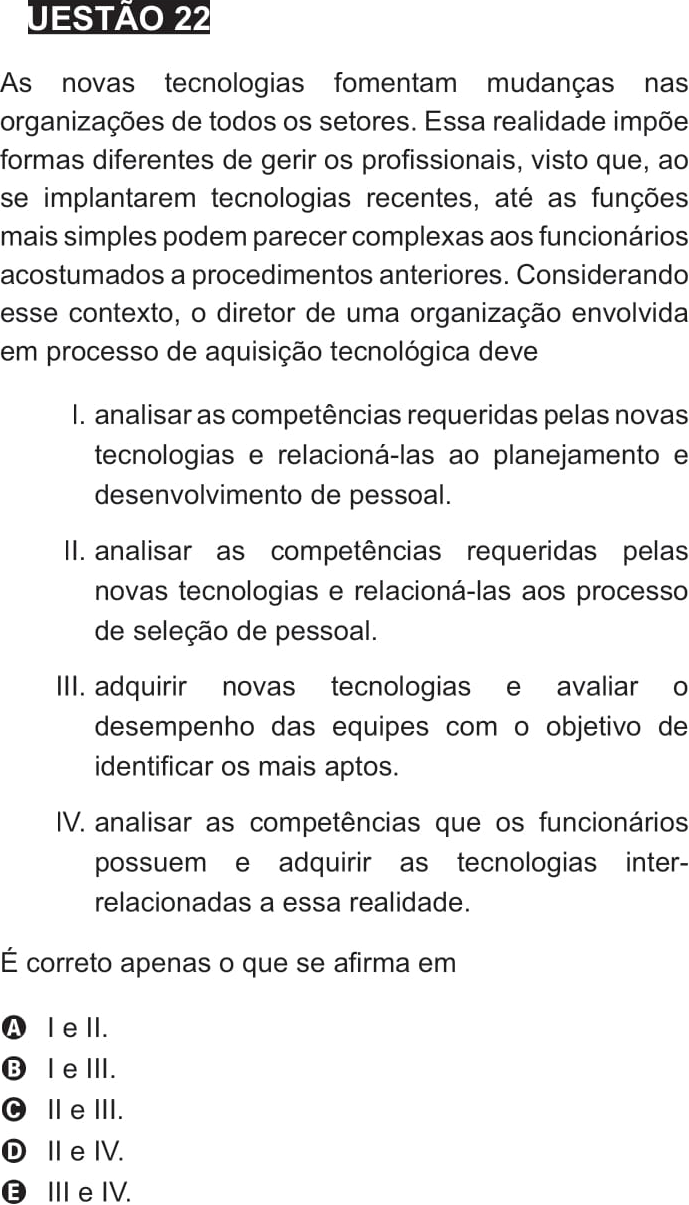 UESTÃO 22
As novas tecnologias fomentam mudanças nas
organizações de todos os setores. Essa realidade impõe
formas diferentes de gerir os profissionais, visto que, ao
se implantarem tecnologias recentes, até as funções
mais simples podem parecer complexas aos funcionários
acostumados a procedimentos anteriores. Considerando
esse contexto, o diretor de uma organização envolvida
em processo de aquisição tecnológica deve
I. analisar as competências requeridas pelas novas
tecnologias e relacioná-las ao planejamento e
desenvolvimento de pessoal.
II. analisar as competências requeridas pelas
novas tecnologias e relacioná-las aos processo
de seleção de pessoal.
III. adquirir novas tecnologias e avaliar o
desempenho das equipes com o objetivo de
identificar os mais aptos.
IV. analisar as competências que os funcionários
possuem e adquirir as tecnologias inter-
relacionadas a essa realidade.
É correto apenas o que se afirma em
A I e II.
B I e III.
C II e III.
D II e IV.
E III e IV.